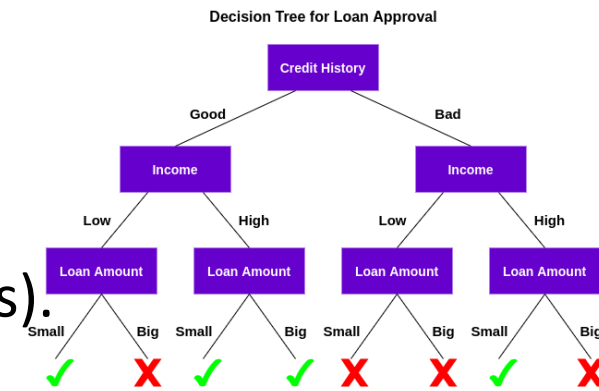 Decision Tree for Loan Approval
Credit History
Good Bad
Income Income
Low High Low High
Loan Amount Loan Amount Loan Amount Loan Amount
s).
Small Big Small Big Small Big Small Big